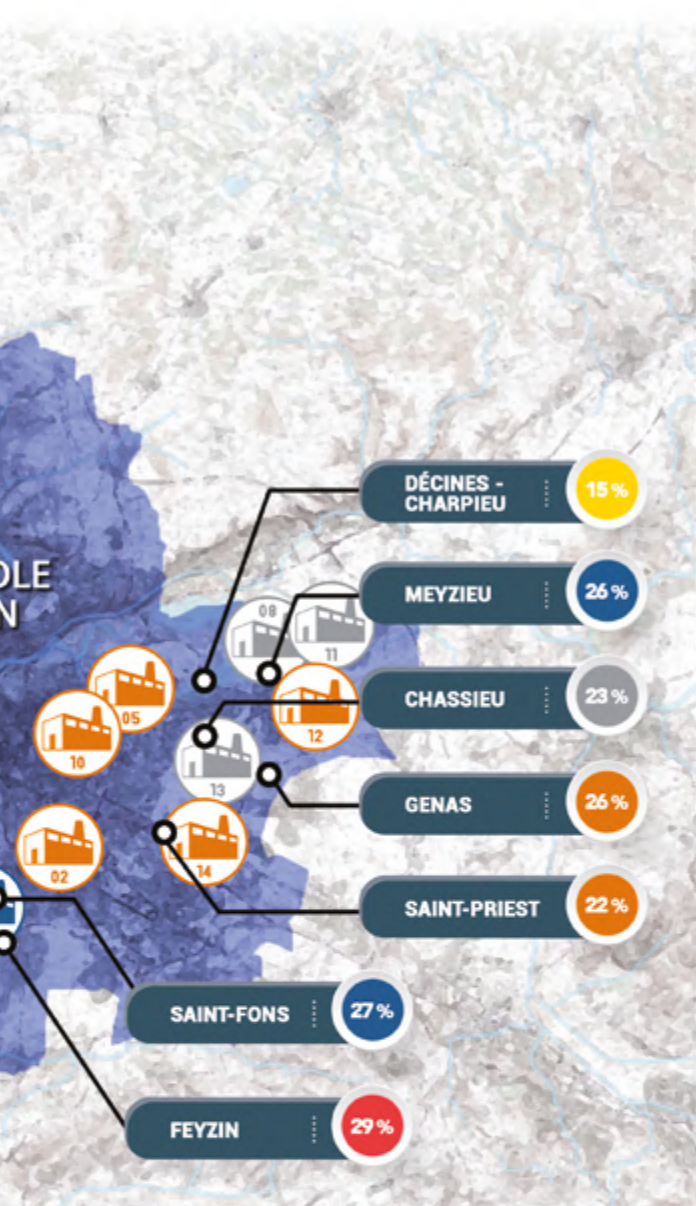 DÉCINES -
CHARPIEU
15 %
OLE
N
MEYZIEU
26 %
08
11
CHASSIEU
23 %
05
12
10
13
GENAS
26 %
02
14
SAINT-PRIEST
22 %
SAINT-FONS
27 %
FEYZIN
29 %